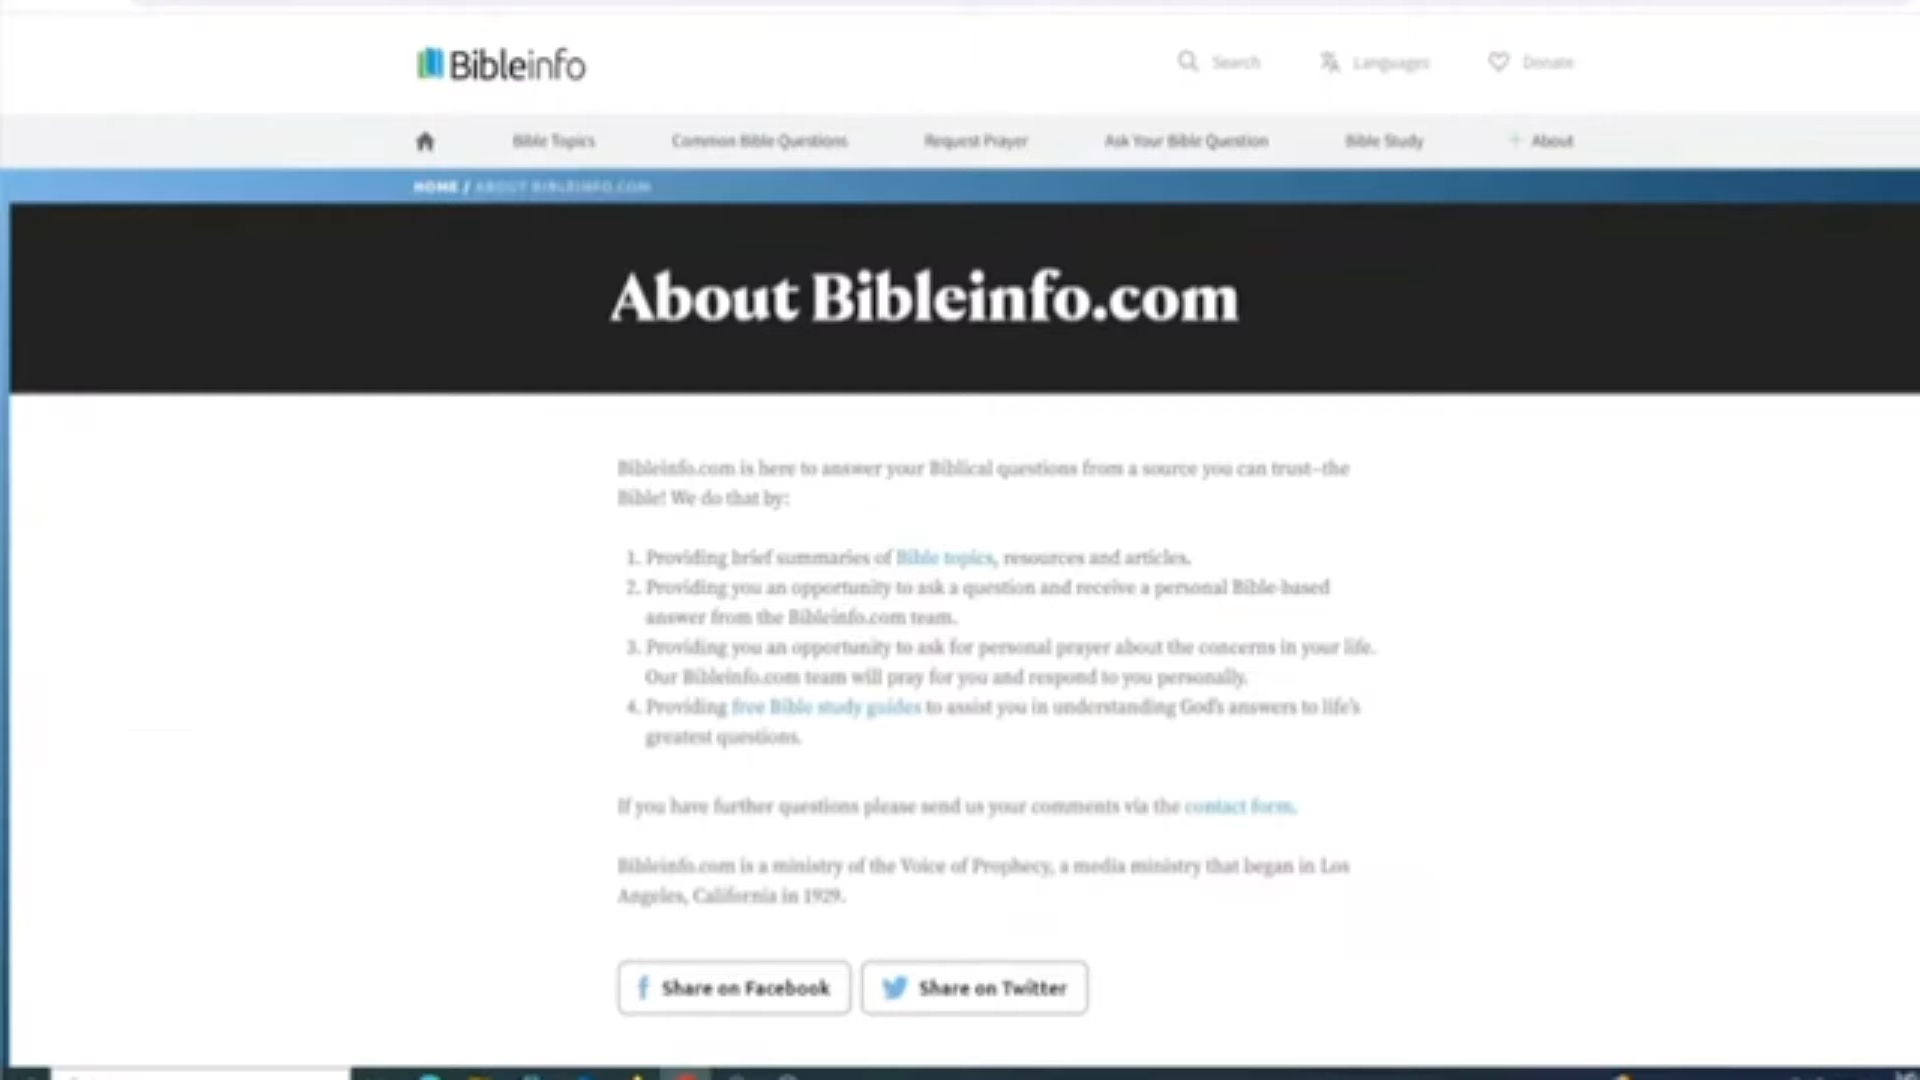 Bibleinfo
Search Languages Donate
Bible Topics Common Bible Questions Request Prayer Ask Your Bible Question Bible Study + About
HOME / ABOUT BIBLEINFO.COM
About Bibleinfo.com
Bibleinfo.com is here to answer your Biblical questions from a source you can trust–the
Bible! We do that by:
1. Providing brief summaries of Bible topics, resources and articles.
2. Providing you an opportunity to ask a question and receive a personal Bible-based
answer from the Bibleinfo.com team.
3. Providing you an opportunity to ask for personal prayer about the concerns in your life.
Our Bibleinfo.com team will pray for you and respond to you personally.
4. Providing free Bible study guides to assist you in understanding God's answers to life's
greatest questions.
If you have further questions please send us your comments via the contact form.
Bibleinfo.com is a ministry of the Voice of Prophecy, a media ministry that began in Los
Angeles, California in 1929.
Share on Facebook Share on Twitter